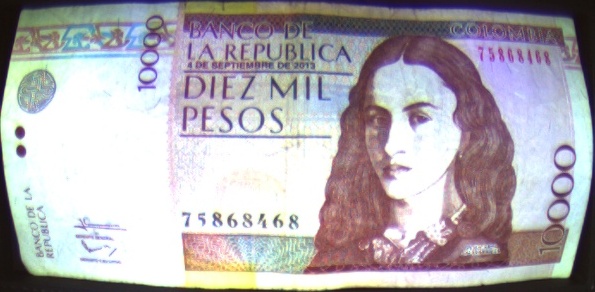 BANCO DE
LA REPUBLICA
4 DE SEPTIEMBRE DE 2013
DIEZ MIL
PESOS
75868468
COLOMBIA
75868468
10000
10000
BANCO DE LA
REPUBLICA